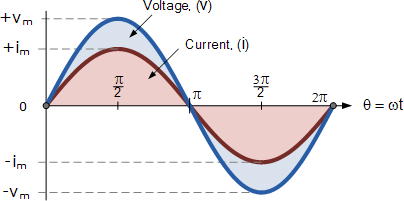 Voltage, (V)
+Vm
+im
Current, (i)
π/2
π
3π/2
2π
0
θ = ωt
-im
-Vm